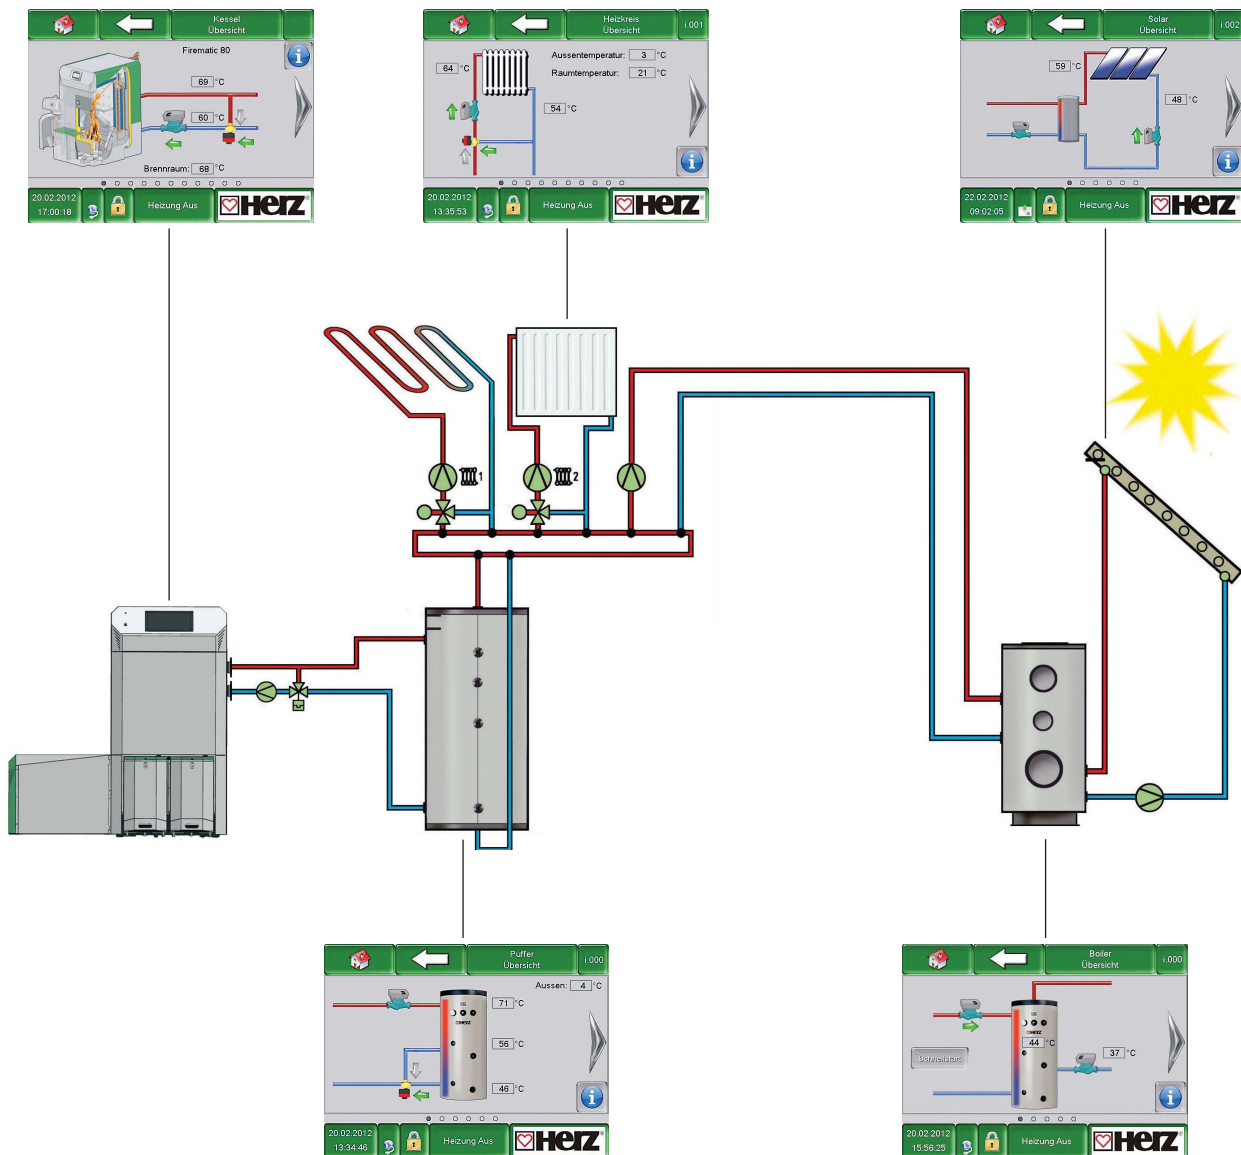 Kessel
Übersicht
Firematic 80
69 °C
60 °C
Brennraum: 68 °C
20.02.2012
17:00:18
Heizung Aus
HERZ
Heizkreis
Übersicht
i.001
Aussentemperatur: 3 °C
Raumtemperatur: 21 °C
64 °C
54 °C
20.02.2012
13:35:53
Heizung Aus
HERZ
Solar
Übersicht
i.002
59 °C
48 °C
22.02.2012
09:02:05
Heizung Aus
HERZ
1
2
Puffer
Übersicht
i.000
Aussen: 4 °C
71 °C
HERZ
56 °C
46 °C
20.02.2012
13:34:46
Heizung Aus
HERZ
Boiler
Übersicht
i.000
HERZ
44 °C
37 °C
Schnellstart
20.02.2012
15:56:25
Heizung Aus
HERZ